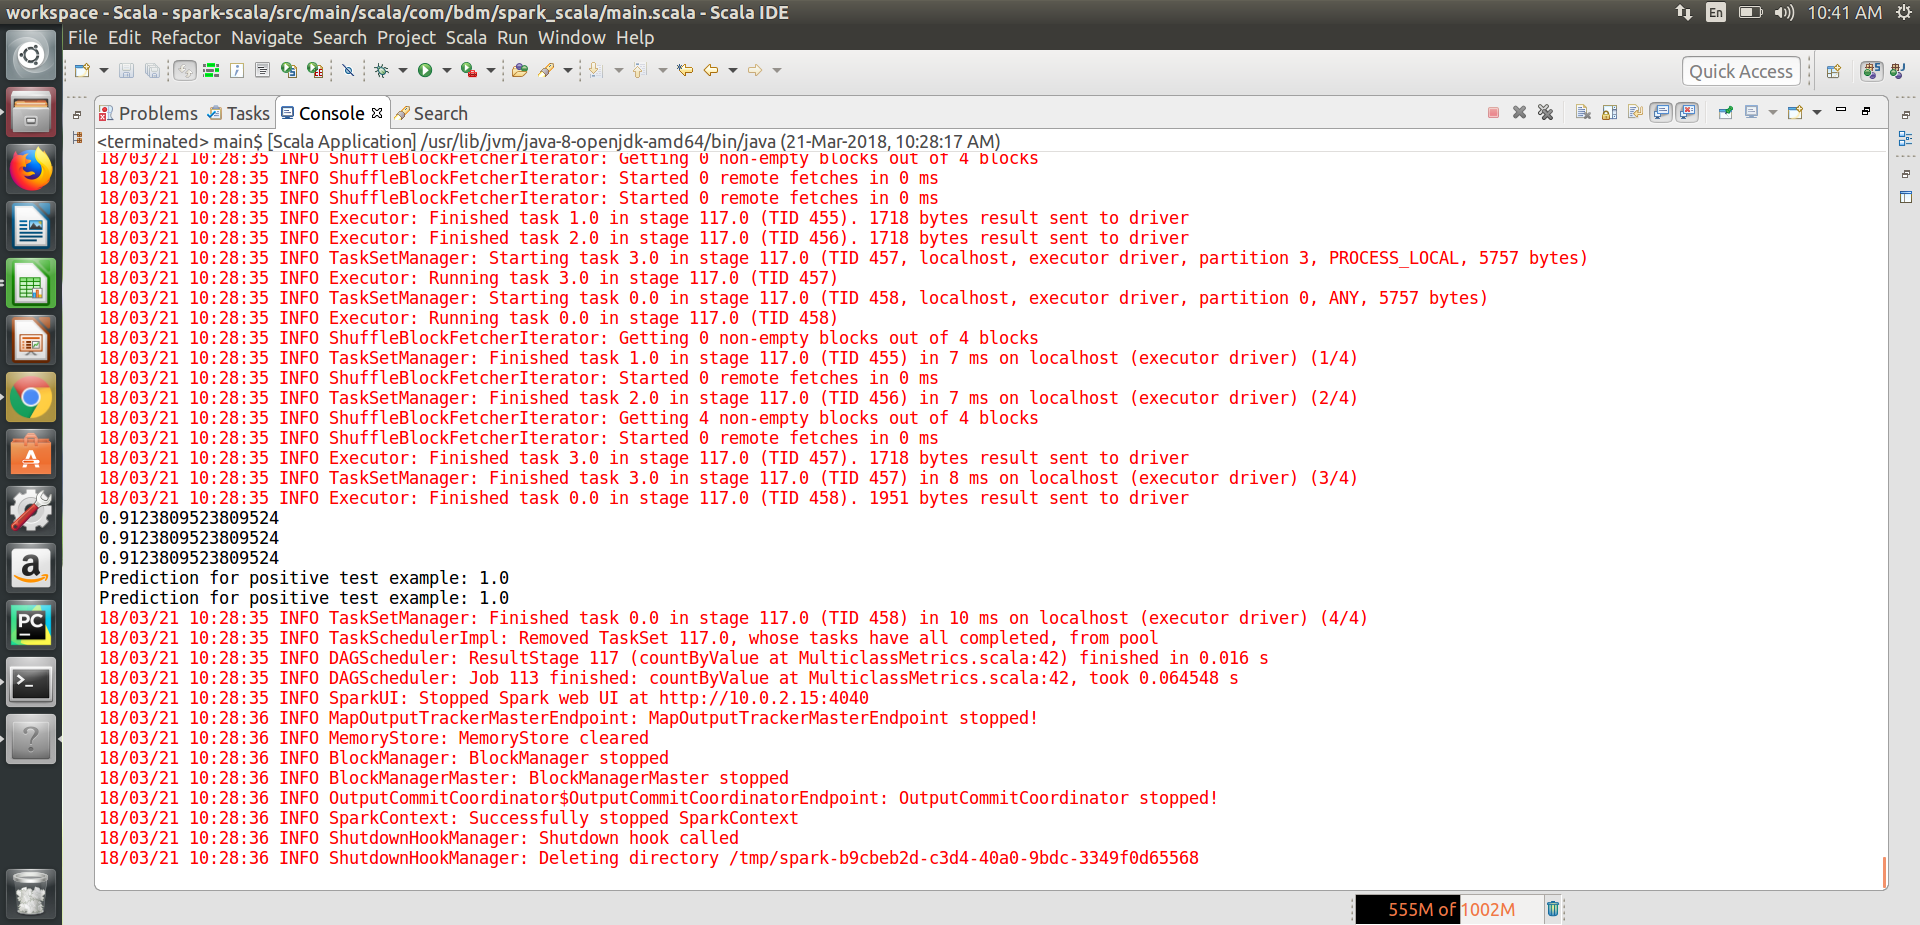 workspace - Scala - spark-scala/src/main/scala/com/bdm/spark_scala/main.scala - Scala IDE
En
10:41 AM
File Edit Refactor Navigate Search Project Scala Run Window Help
Quick Access
Problems Tasks Console Search
<terminated> main$ [Scala Application] /usr/lib/jvm/java-8-openjdk-amd64/bin/java (21-Mar-2018, 10:28:17 AM)
18/03/21 10:28:35 INFO ShuffleBlockFetcherIterator: Getting 0 non-empty blocks out of 4 blocks
18/03/21 10:28:35 INFO ShuffleBlockFetcherIterator: Started 0 remote fetches in 0 ms
18/03/21 10:28:35 INFO ShuffleBlockFetcherIterator: Started 0 remote fetches in 0 ms
18/03/21 10:28:35 INFO Executor: Finished task 1.0 in stage 117.0 (TID 455). 1718 bytes result sent to driver
18/03/21 10:28:35 INFO Executor: Finished task 2.0 in stage 117.0 (TID 456). 1718 bytes result sent to driver
18/03/21 10:28:35 INFO TaskSetManager: Starting task 3.0 in stage 117.0 (TID 457, localhost, executor driver, partition 3, PROCESS_LOCAL, 5757 bytes)
18/03/21 10:28:35 INFO Executor: Running task 3.0 in stage 117.0 (TID 457)
18/03/21 10:28:35 INFO TaskSetManager: Starting task 0.0 in stage 117.0 (TID 458, localhost, executor driver, partition 0, ANY, 5757 bytes)
18/03/21 10:28:35 INFO Executor: Running task 0.0 in stage 117.0 (TID 458)
18/03/21 10:28:35 INFO ShuffleBlockFetcherIterator: Getting 0 non-empty blocks out of 4 blocks
18/03/21 10:28:35 INFO TaskSetManager: Finished task 1.0 in stage 117.0 (TID 455) in 7 ms on localhost (executor driver) (1/4)
18/03/21 10:28:35 INFO ShuffleBlockFetcherIterator: Started 0 remote fetches in 0 ms
18/03/21 10:28:35 INFO TaskSetManager: Finished task 2.0 in stage 117.0 (TID 456) in 7 ms on localhost (executor driver) (2/4)
18/03/21 10:28:35 INFO ShuffleBlockFetcherIterator: Getting 4 non-empty blocks out of 4 blocks
18/03/21 10:28:35 INFO ShuffleBlockFetcherIterator: Started 0 remote fetches in 0 ms
18/03/21 10:28:35 INFO Executor: Finished task 3.0 in stage 117.0 (TID 457). 1718 bytes result sent to driver
18/03/21 10:28:35 INFO TaskSetManager: Finished task 3.0 in stage 117.0 (TID 457) in 8 ms on localhost (executor driver) (3/4)
18/03/21 10:28:35 INFO Executor: Finished task 0.0 in stage 117.0 (TID 458). 1951 bytes result sent to driver
0.9123809523809524
0.9123809523809524
0.9123809523809524
Prediction for positive test example: 1.0
Prediction for positive test example: 1.0
18/03/21 10:28:35 INFO TaskSetManager: Finished task 0.0 in stage 117.0 (TID 458) in 10 ms on localhost (executor driver) (4/4)
18/03/21 10:28:35 INFO TaskSchedulerImpl: Removed TaskSet 117.0, whose tasks have all completed, from pool
18/03/21 10:28:35 INFO DAGScheduler: ResultStage 117 (countByValue at MulticlassMetrics.scala:42) finished in 0.016 s
18/03/21 10:28:35 INFO DAGScheduler: Job 113 finished: countByValue at MulticlassMetrics.scala:42, took 0.064548 s
18/03/21 10:28:35 INFO SparkUI: Stopped Spark web UI at http://10.0.2.15:4040
18/03/21 10:28:36 INFO MapOutputTrackerMasterEndpoint: MapOutputTrackerMasterEndpoint stopped!
18/03/21 10:28:36 INFO MemoryStore: MemoryStore cleared
18/03/21 10:28:36 INFO BlockManager: BlockManager stopped
18/03/21 10:28:36 INFO BlockManagerMaster: BlockManagerMaster stopped
18/03/21 10:28:36 INFO OutputCommitCoordinator$OutputCommitCoordinatorEndpoint: OutputCommitCoordinator stopped!
18/03/21 10:28:36 INFO SparkContext: Successfully stopped SparkContext
18/03/21 10:28:36 INFO ShutdownHookManager: Shutdown hook called
18/03/21 10:28:36 INFO ShutdownHookManager: Deleting directory /tmp/spark-b9cbeb2d-c3d4-40a0-9bdc-3349f0d65568
PC
555M of 1002M